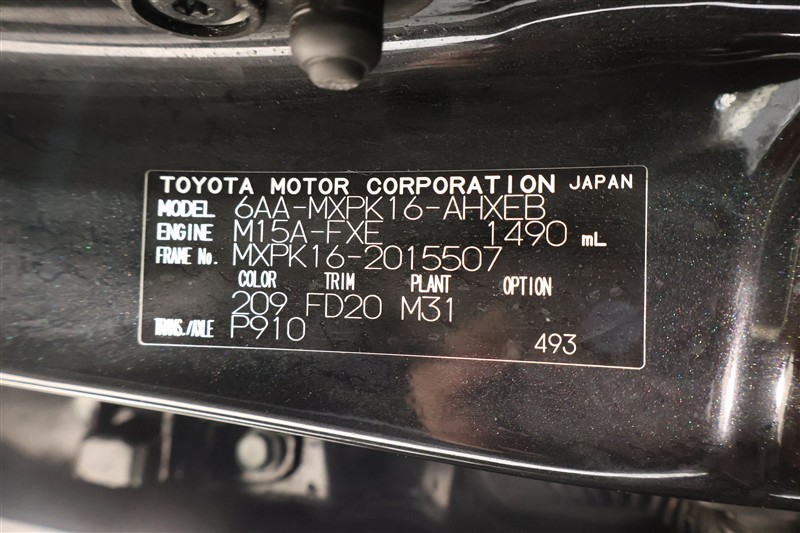 TOYOTA MOTOR CORPORATION JAPAN
MODEL 6AA-MXPK16-AHXEB
ENGINE M15A-FXE 1490 mL
FRAME No. MXPK16-2015507
COLOR TRIM PLANT OPTION
209 FD20 M31
TRANS./AXLE P910 493